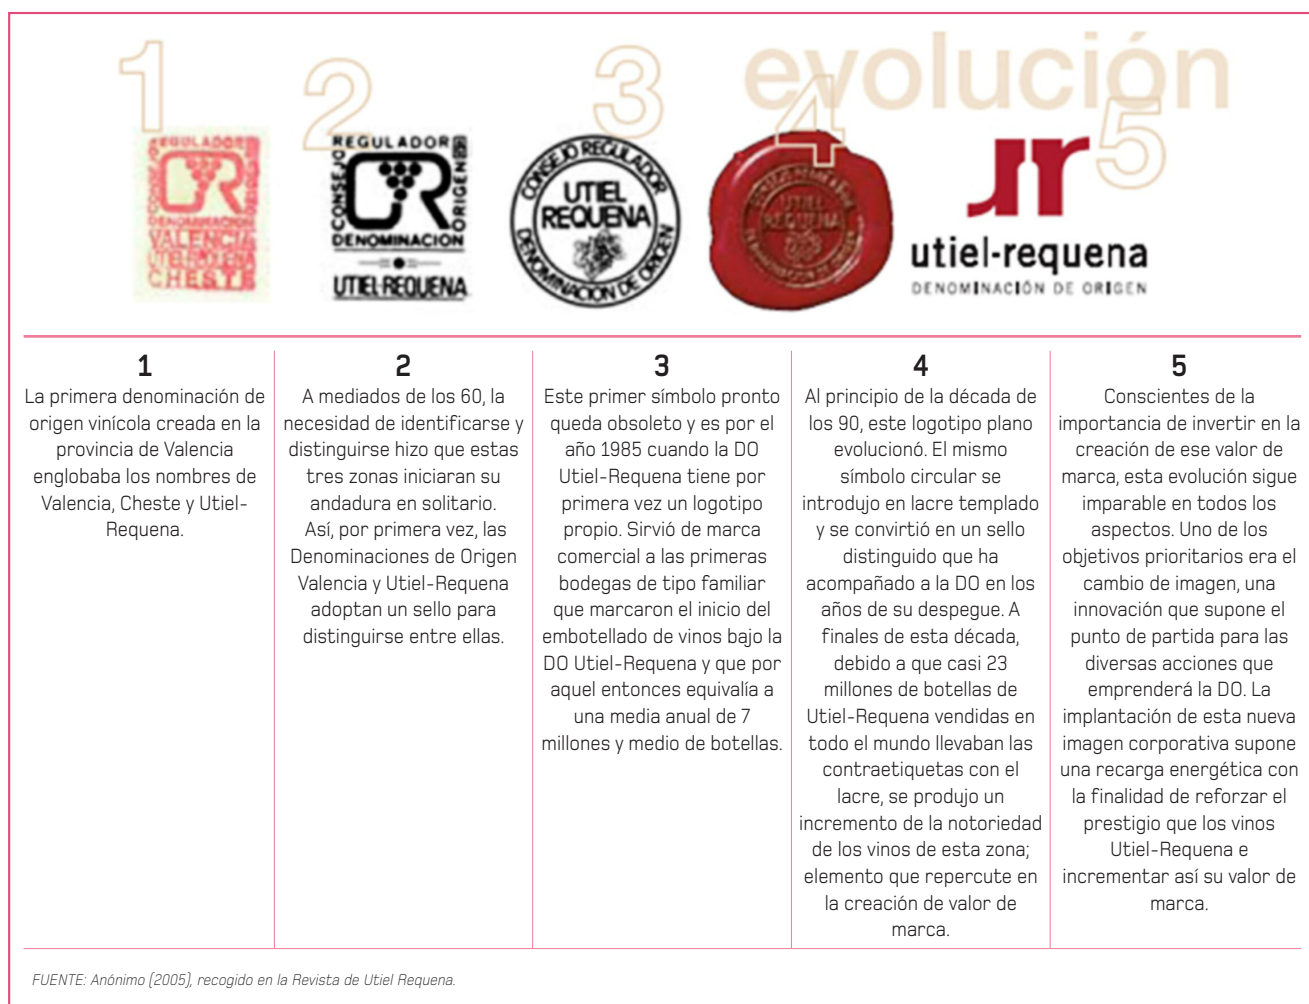 evolución
1
2
3
4
5
REGULADOR
CONSEJO
ORIGEN
DENOMINACION
VALENCIA
UTIEL-REQUENA
CHESTE
REGULADOR
CONSEJO
ORIGEN
DENOMINACION
UTIEL-REQUENA
CONSEJO REGULADOR
UTIEL
REQUENA
DENOMINACION DE ORIGEN
UTIEL
REQUENA
utiel-requena
DENOMINACIÓN DE ORIGEN
1
La primera denominación de
origen vinícola creada en la
provincia de Valencia
englobaba los nombres de
Valencia, Cheste y Utiel-
Requena.
2
A mediados de los 60, la
necesidad de identificarse y
distinguirse hizo que estas
tres zonas iniciaran su
andadura en solitario.
Así, por primera vez, las
Denominaciones de Origen
Valencia y Utiel-Requena
adoptan un sello para
distinguirse entre ellas.
3
Este primer símbolo pronto
queda obsoleto y es por el
año 1985 cuando la DO
Utiel-Requena tiene por
primera vez un logotipo
propio. Sirvió de marca
comercial a las primeras
bodegas de tipo familiar
que marcaron el inicio del
embotellado de vinos bajo la
DO Utiel-Requena y que por
aquel entonces equivalía a
una media anual de 7
millones y medio de botellas.
4
Al principio de la década de
los 90, este logotipo plano
evolucionó. El mismo
símbolo circular se
introdujo en lacre templado
y se convirtió en un sello
distinguido que ha
acompañado a la DO en los
años de su despegue. A
finales de esta década,
debido a que casi 23
millones de botellas de
Utiel-Requena vendidas en
todo el mundo llevaban las
contraetiquetas con el
lacre, se produjo un
incremento de la notoriedad
de los vinos de esta zona;
elemento que repercute en
la creación de valor de
marca.
5
Conscientes de la
importancia de invertir en la
creación de ese valor de
marca, esta evolución sigue
imparable en todos los
aspectos. Uno de los
objetivos prioritarios era el
cambio de imagen, una
innovación que supone el
punto de partida para las
diversas acciones que
emprenderá la DO. La
implantación de esta nueva
imagen corporativa supone
una recarga energética con
la finalidad de reforzar el
prestigio que los vinos
Utiel-Requena e
incrementar así su valor de
marca.
FUENTE: Anónimo (2005), recogido en la Revista de Utiel Requena.